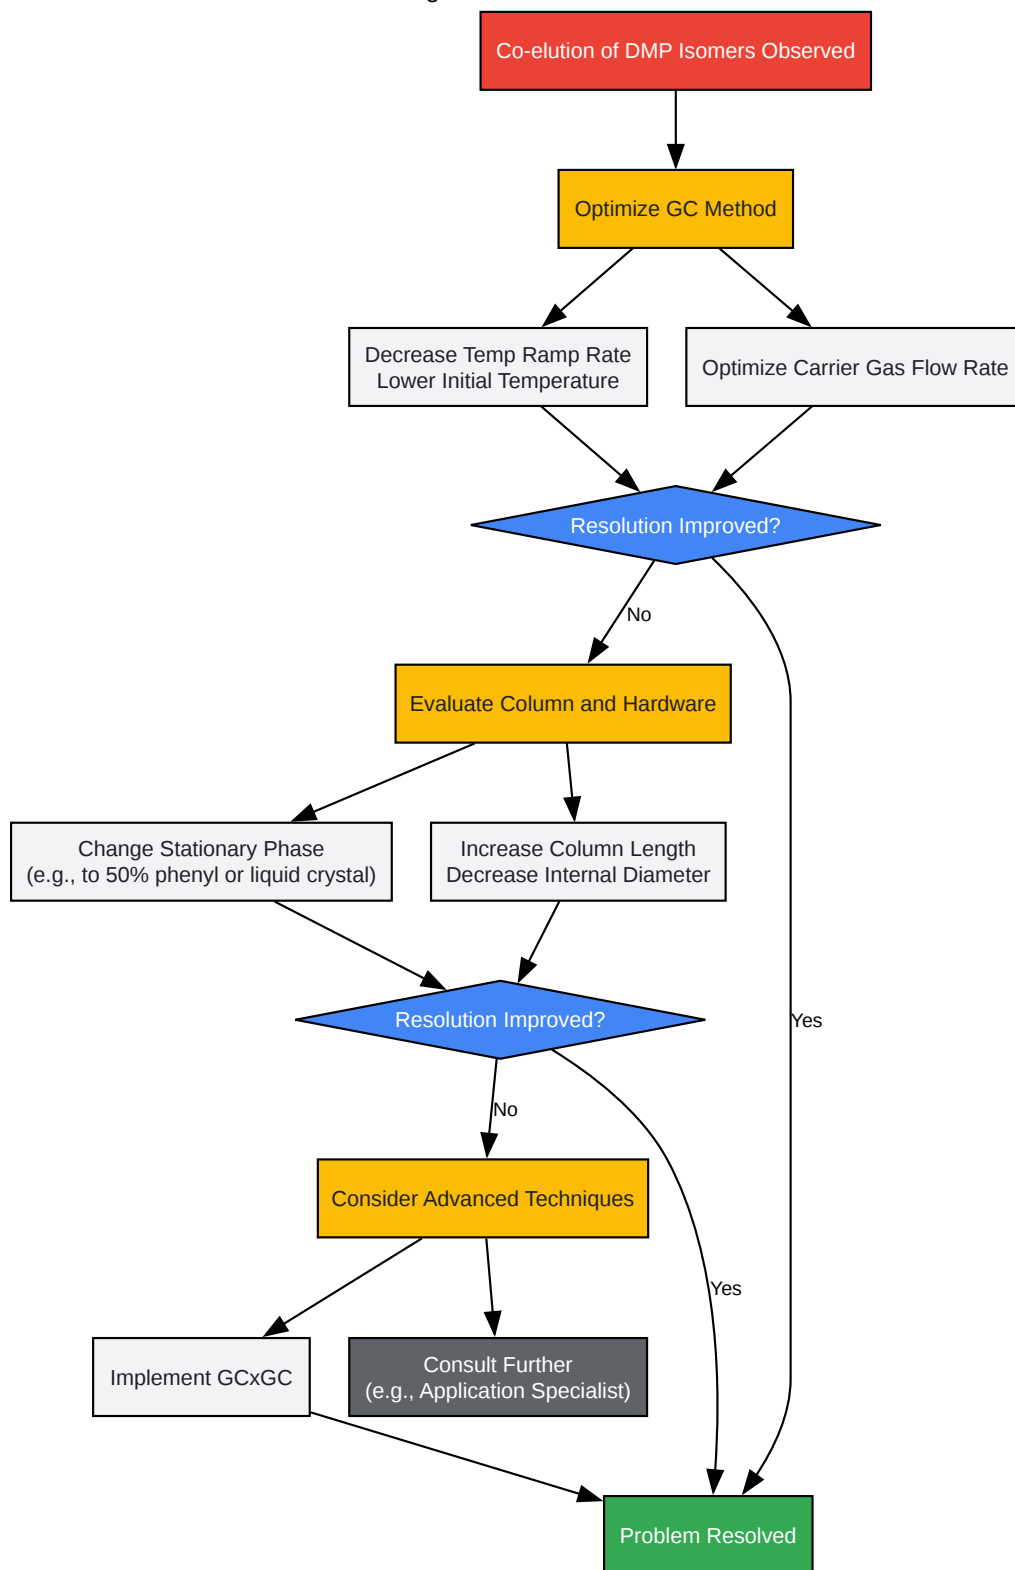 Co-elution of DMP Isomers Observed
Optimize GC Method
Decrease Temp Ramp Rate
Lower Initial Temperature
Optimize Carrier Gas Flow Rate
Resolution Improved?
No
Evaluate Column and Hardware
Change Stationary Phase
(e.g., to 50% phenyl or liquid crystal)
Increase Column Length
Decrease Internal Diameter
Resolution Improved?
Yes
No
Consider Advanced Techniques
Yes
Implement GCxGC
Consult Further
(e.g., Application Specialist)
Problem Resolved